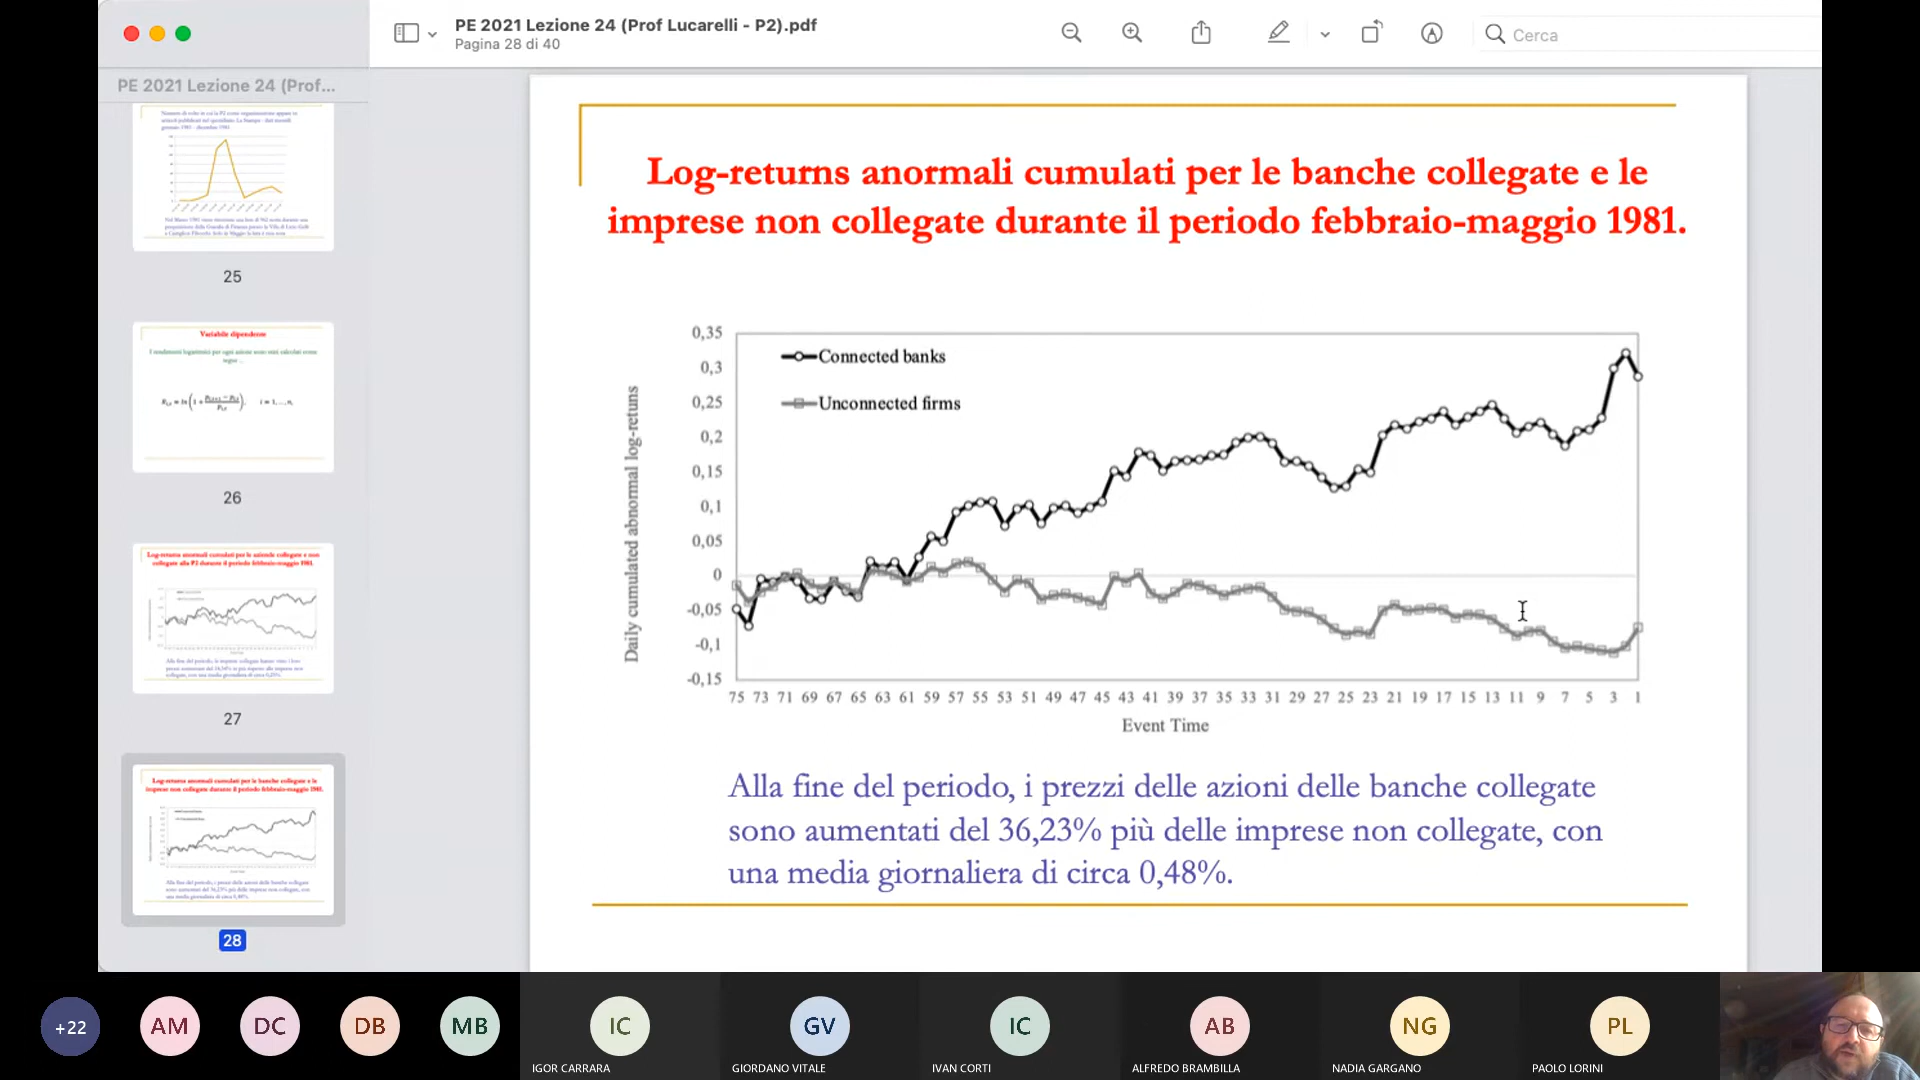 PE 2021 Lezione 24 (Prof Lucarelli - P2).pdf
Pagina 28 di 40
Cerca
PE 2021 Lezione 24 (Prof...
25
Variabile dipendente
26
27
28
Log-returns anormali cumulati per le banche collegate e le
imprese non collegate durante il periodo febbraio-maggio 1981.
Daily cumulated abnormal log-retuns
0,35
0,3
0,25
0,2
0,15
0,1
0,05
0
-0,05
-0,1
-0,15
Connected banks
Unconnected firms
75 73 71 69 67 65 63 61 59 57 55 53 51 49 47 45 43 41 39 37 35 33 31 29 27 25 23 21 19 17 15 13 11 9 7 5 3 1
Event Time
Alla fine del periodo, i prezzi delle azioni delle banche collegate
sono aumentati del 36,23% più delle imprese non collegate, con
una media giornaliera di circa 0,48%.
+22
AM
DC
DB
MB
IC
GV
IC
AB
NG
PL
IGOR CARRARA
GIORDANO VITALE
IVAN CORTI
ALFREDO BRAMBILLA
NADIA GARGANO
PAOLO LORINI